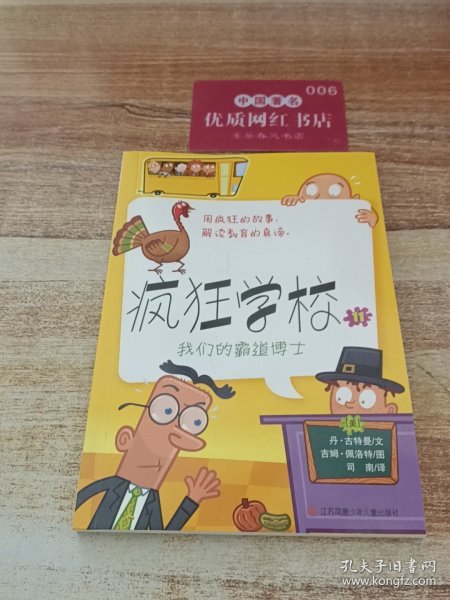 006
中国著名
优质网红书店
用疯狂的故事，
解读教育的真谛。
疯狂学校
11
我们的霸道博士
丹·古特曼/文
吉姆·佩洛特/图
司 南/译
江苏凤凰少年儿童出版社
孔夫子旧书网
www.kongfz.com